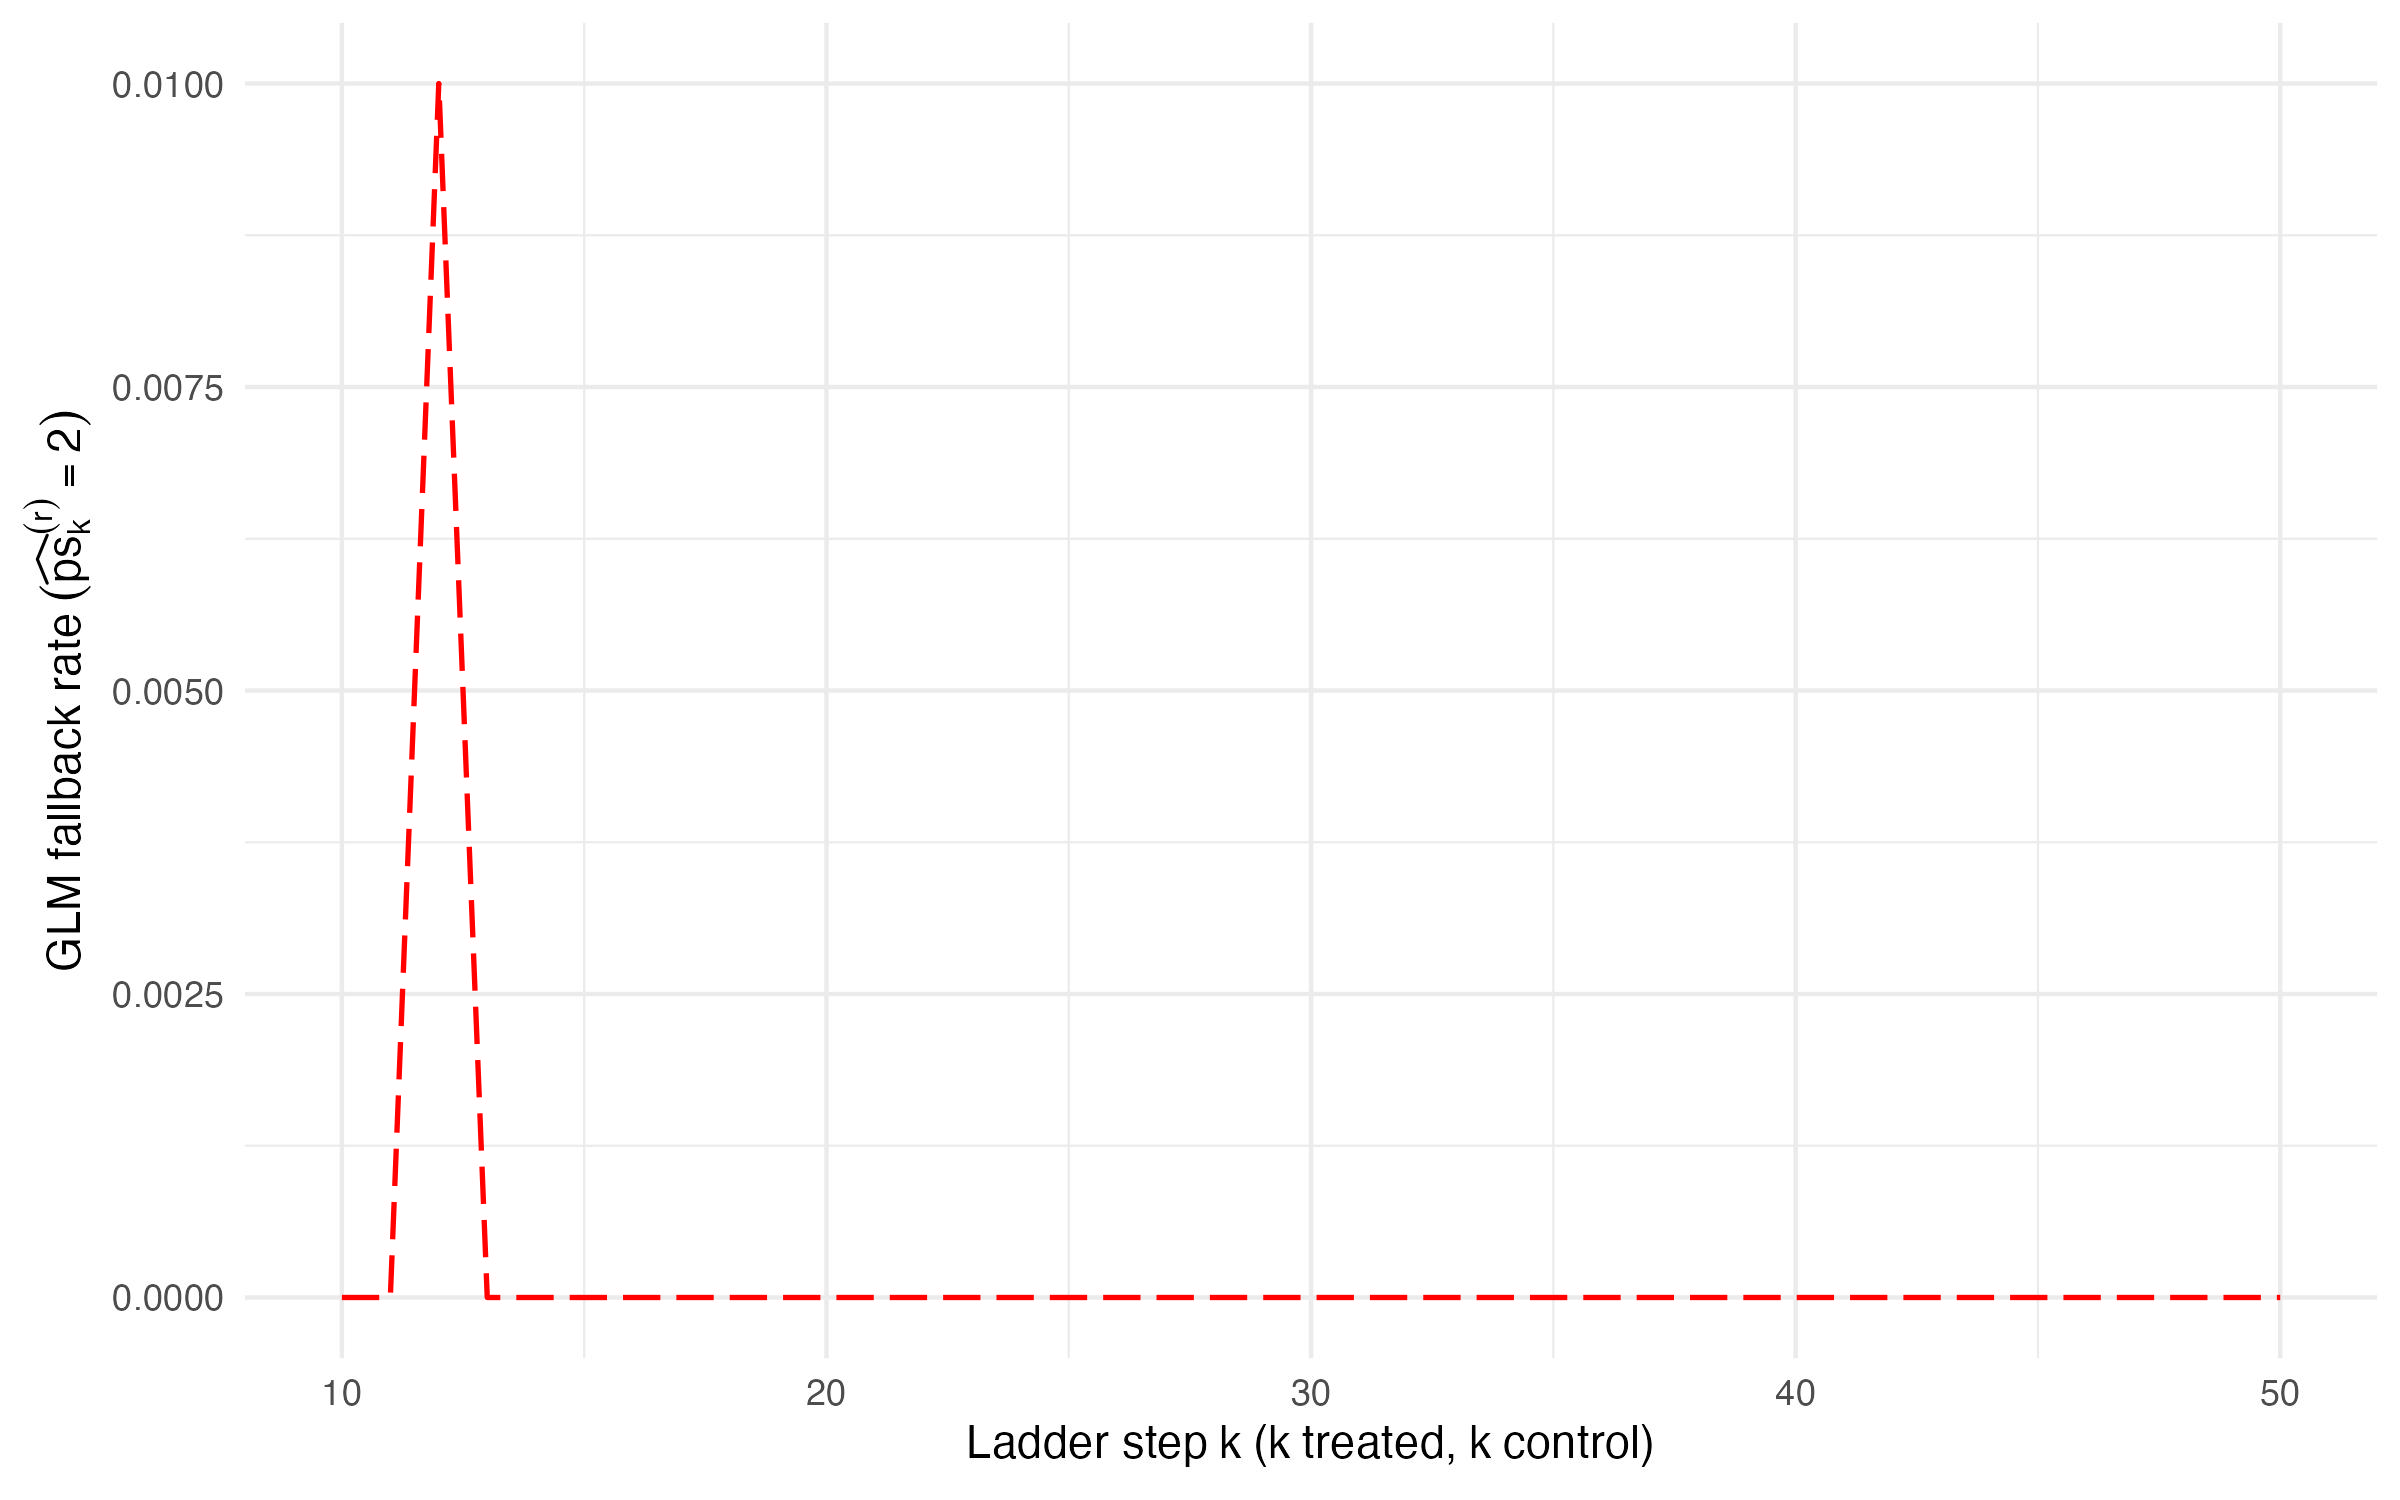 GLM fallback rate (p̂s_k^(r) = 2)
0.0100
0.0075
0.0050
0.0025
0.0000
10 20 30 40 50
Ladder step k (k treated, k control)